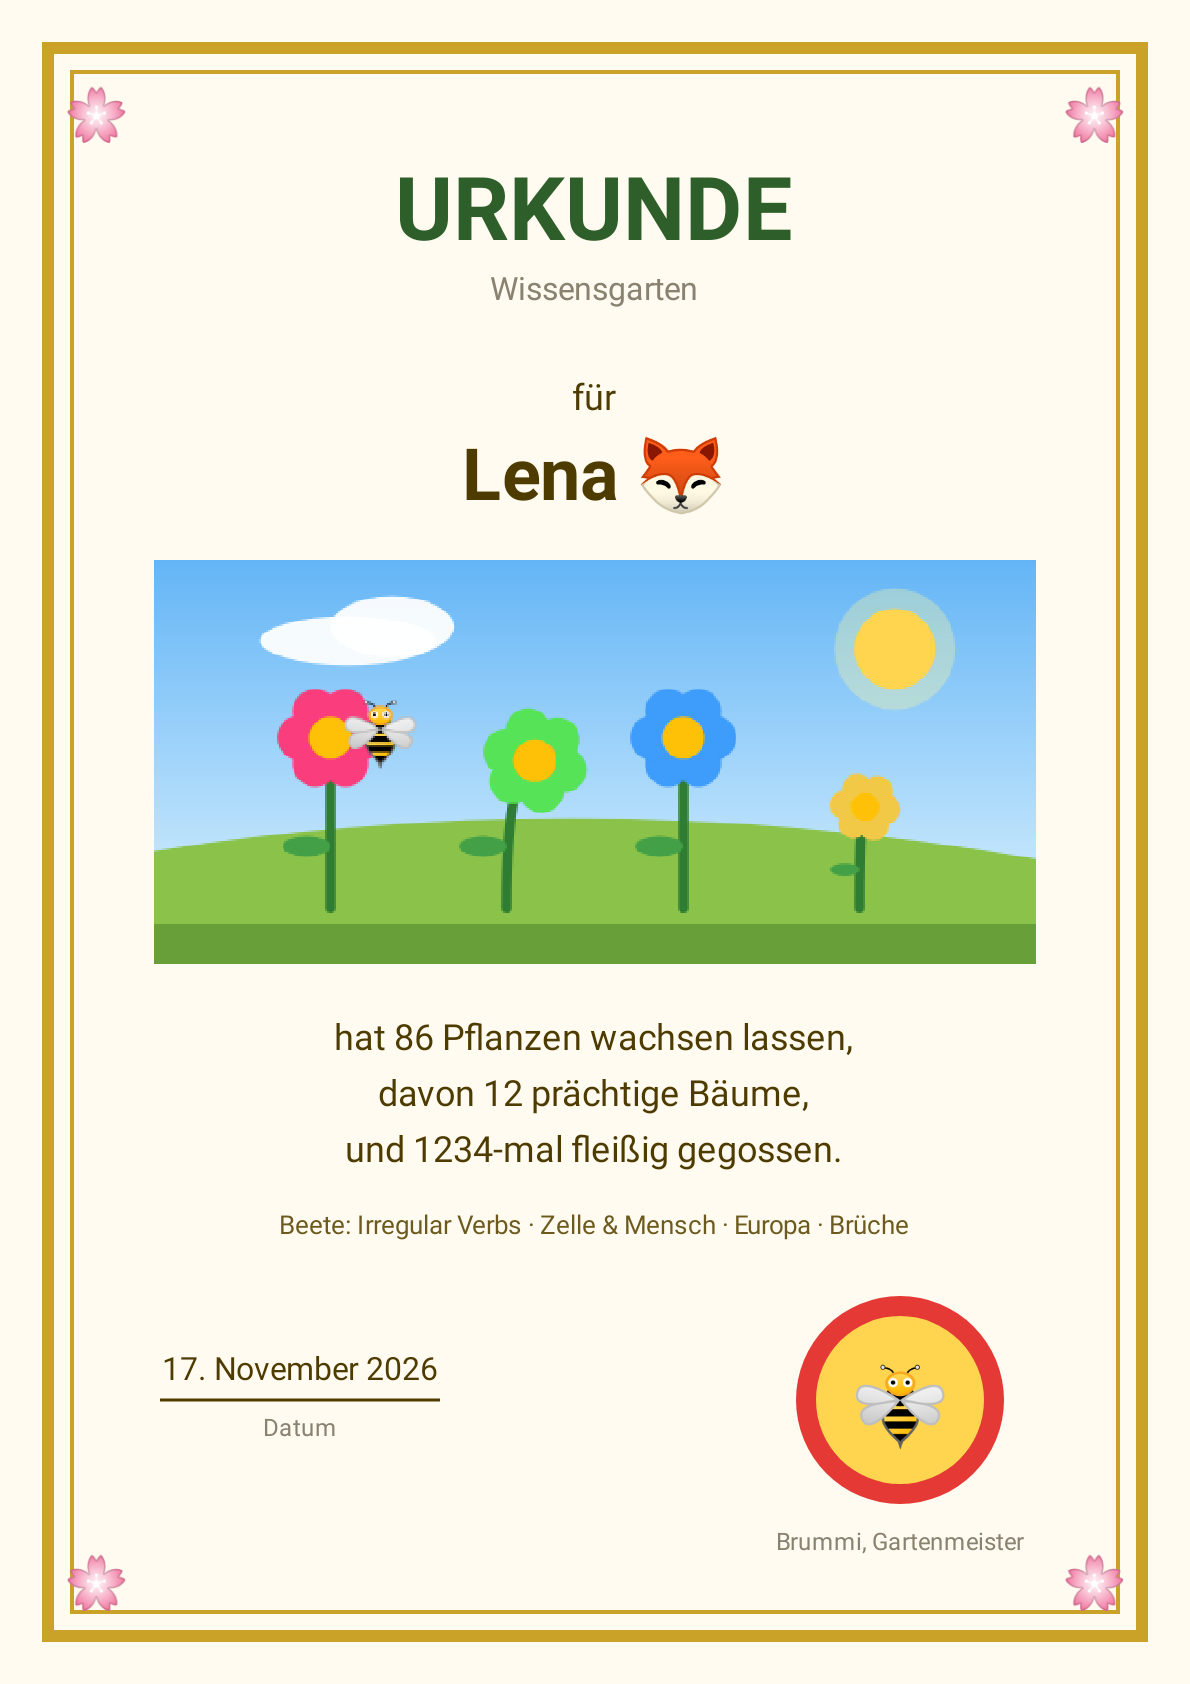 URKUNDE
Wissensgarten
für
Lena
hat 86 Pflanzen wachsen lassen,
davon 12 prächtige Bäume,
und 1234-mal fleißig gegossen.
Beete: Irregular Verbs · Zelle & Mensch · Europa · Brüche
17. November 2026
Datum
Brummi, Gartenmeister